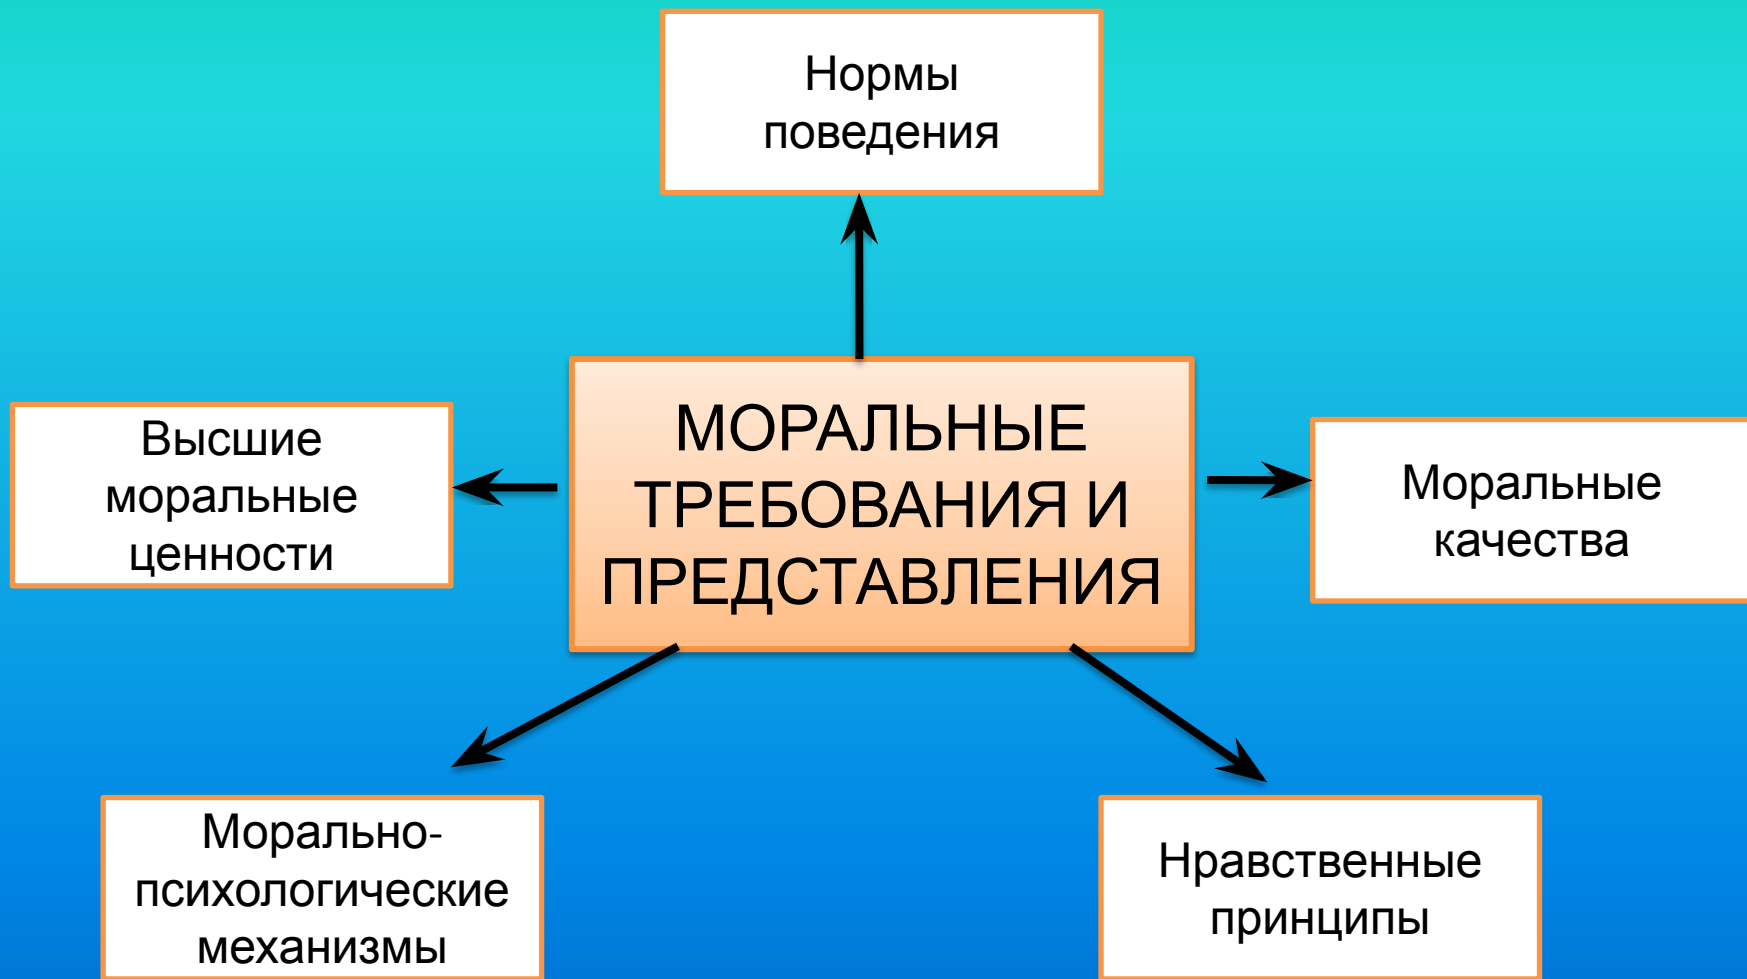 Нормы
поведения
Высшие
моральные
ценности
МОРАЛЬНЫЕ
ТРЕБОВАНИЯ И
ПРЕДСТАВЛЕНИЯ
Моральные
качества
Морально-
психологические
механизмы
Нравственные
принципы